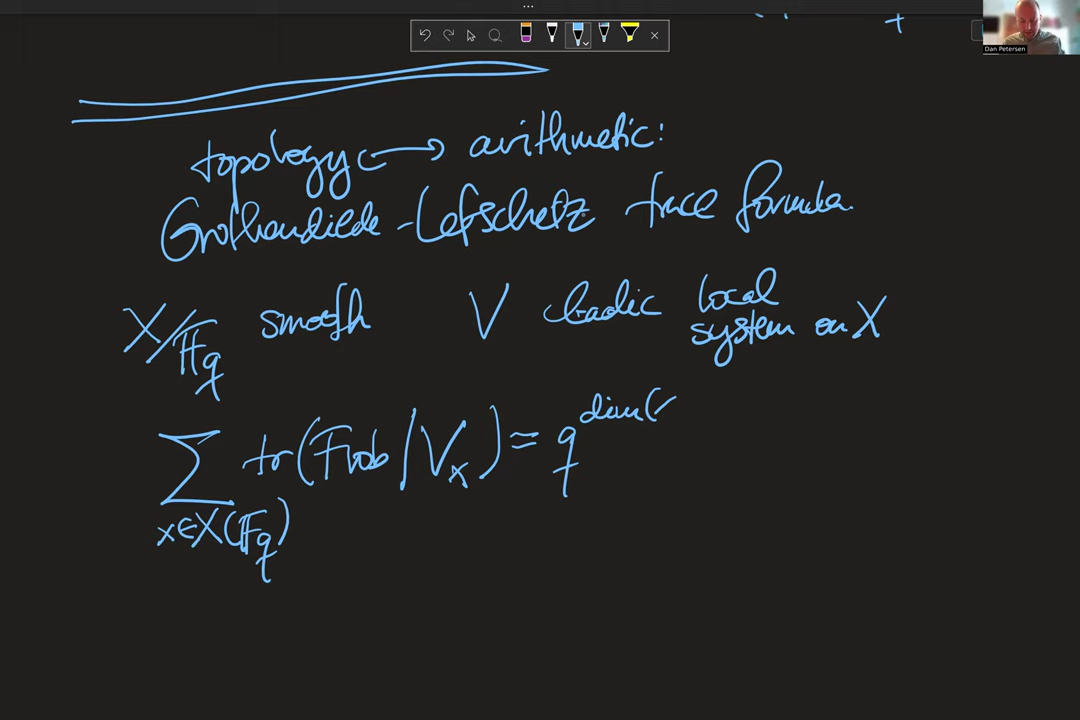 Dan Petersen
topology ⟷ arithmetic:
Grothendieck-Lefschetz trace formula.
X/𝔽q smooth V l-adic local system on X
∑ x∈X(𝔽q) tr(Frob | Vx) = q^dim(